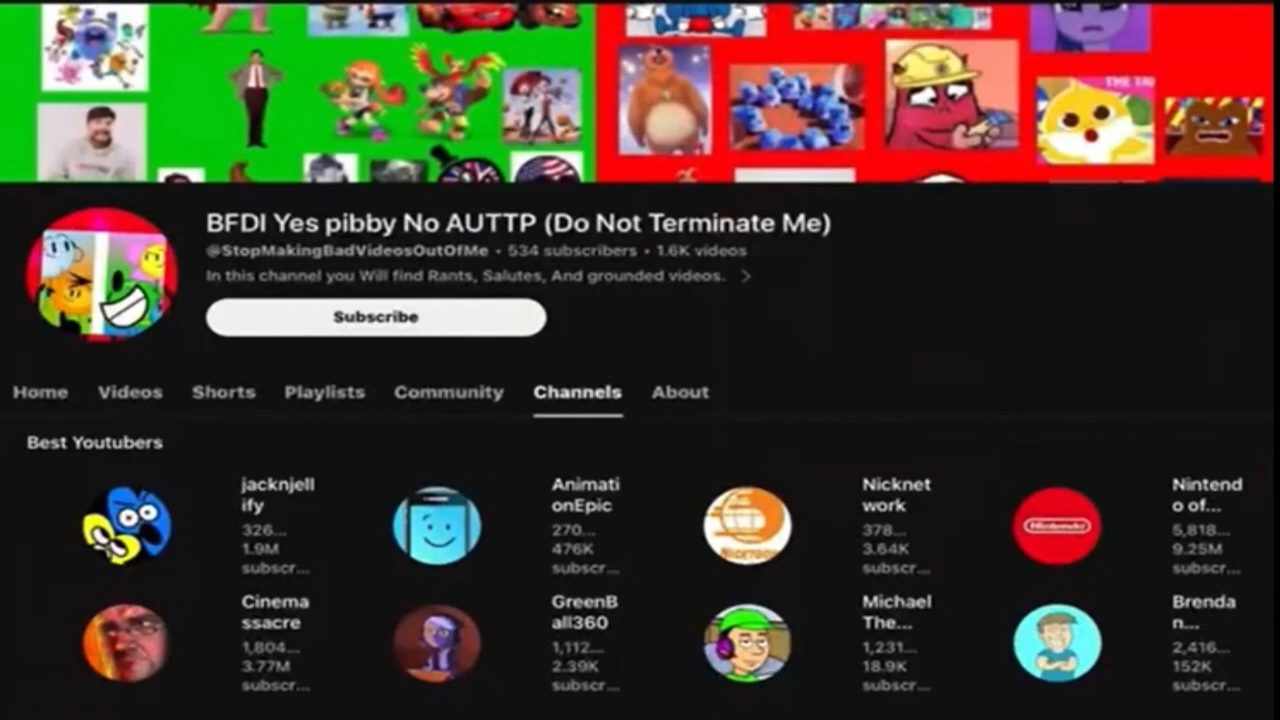 THE TAI
BFDI Yes pibby No AUTTP (Do Not Terminate Me)
@StopMakingBadVideosOutOfMe • 534 subscribers • 1.6K videos
In this channel you Will find Rants, Salutes, And grounded videos.
Subscribe
Home Videos Shorts Playlists Community Channels About
Best Youtubers
jacknjell
ify
326...
1.9M
subscr...
Animati
onEpic
270...
476K
subscr...
Nicknet
work
378...
3.64K
subscr...
Nintendo
Nintend
o of...
5,818...
9.25M
subscr...
Cinema
ssacre
1,804...
3.77M
subscr...
GreenB
all360
1,112...
2.39K
subscr...
Michael
The...
1,231...
18.9K
subscr...
Brenda
n...
2,416...
152K
subscr...